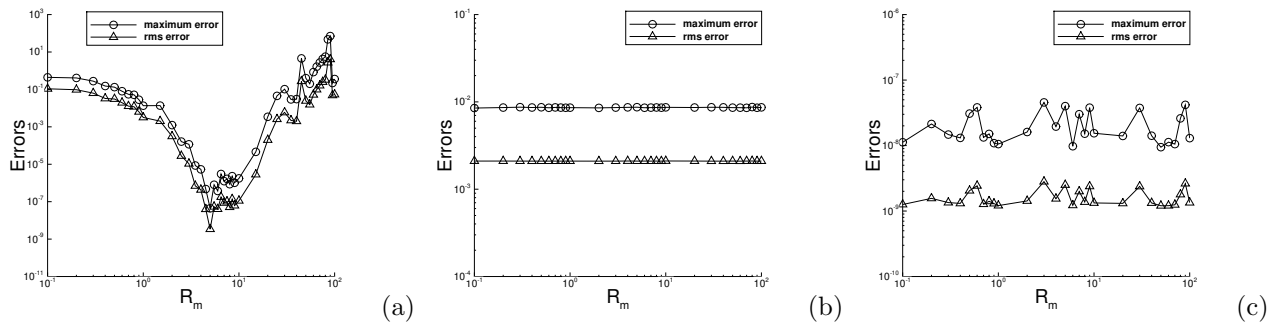 maximum error
rms error
10^3
10^1
10^-1
10^-3
10^-5
10^-7
10^-9
10^-11
Errors
10^-1
10^0
10^1
10^2
R_m
(a)
maximum error
rms error
10^-1
10^-2
10^-3
10^-4
Errors
10^-1
10^0
10^1
10^2
R_m
(b)
maximum error
rms error
10^-6
10^-7
10^-8
10^-9
10^-10
Errors
10^-1
10^0
10^1
10^2
R_m
(c)